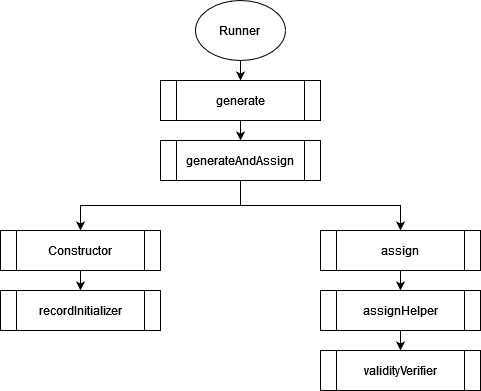 Runner
generate
generateAndAssign
Constructor
assign
recordInitializer
assignHelper
validityVerifier